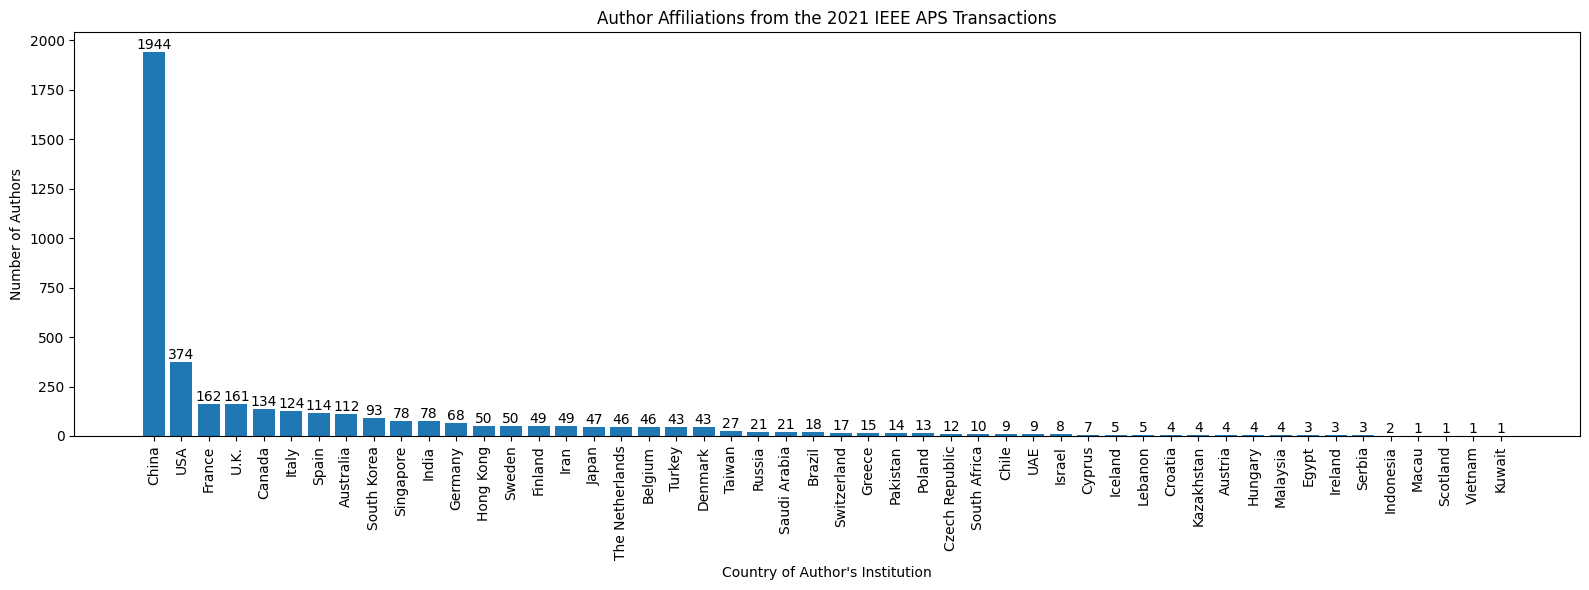 Author Affiliations from the 2021 IEEE APS Transactions
Number of Authors
2000
1750
1500
1250
1000
750
500
250
0
1944
374
162
161
134
124
114
112
93
78
78
68
50
50
49
49
47
46
46
43
43
27
21
21
18
17
15
14
13
12
10
9
9
8
7
5
5
4
4
4
4
4
3
3
3
2
1
1
1
1
China
USA
France
U.K.
Canada
Italy
Spain
Australia
South Korea
Singapore
India
Germany
Hong Kong
Sweden
Finland
Iran
Japan
The Netherlands
Belgium
Turkey
Denmark
Taiwan
Russia
Saudi Arabia
Brazil
Switzerland
Greece
Pakistan
Poland
Czech Republic
South Africa
Chile
UAE
Israel
Cyprus
Iceland
Lebanon
Croatia
Kazakhstan
Austria
Hungary
Malaysia
Egypt
Ireland
Serbia
Indonesia
Macau
Scotland
Vietnam
Kuwait
Country of Author's Institution